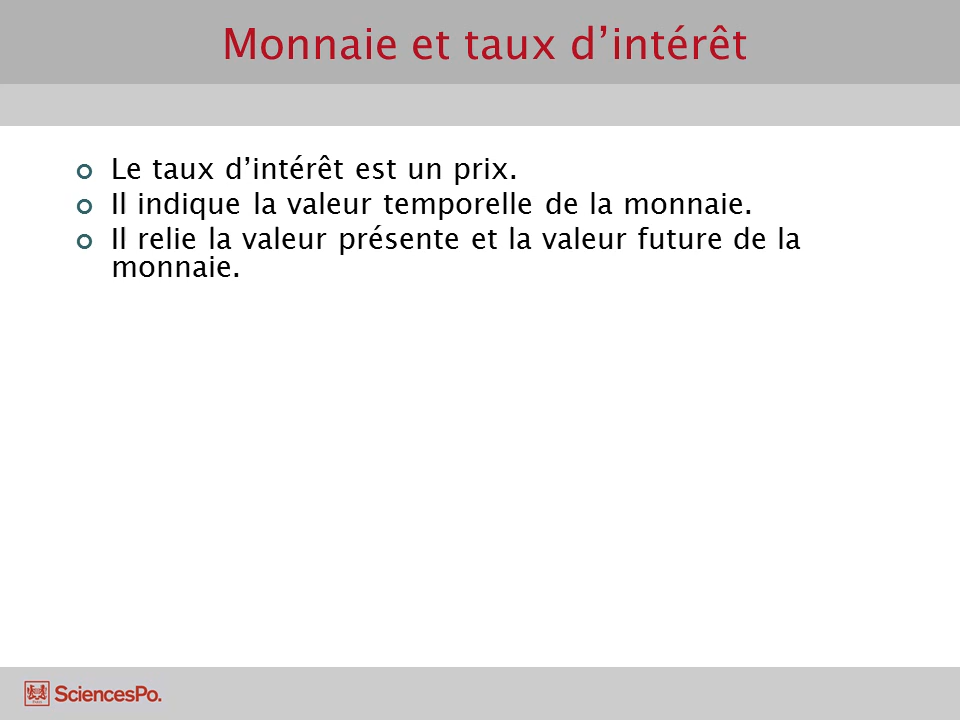 Monnaie et taux d’intérêt
Le taux d’intérêt est un prix.
Il indique la valeur temporelle de la monnaie.
Il relie la valeur présente et la valeur future de la
monnaie.
SciencesPo.